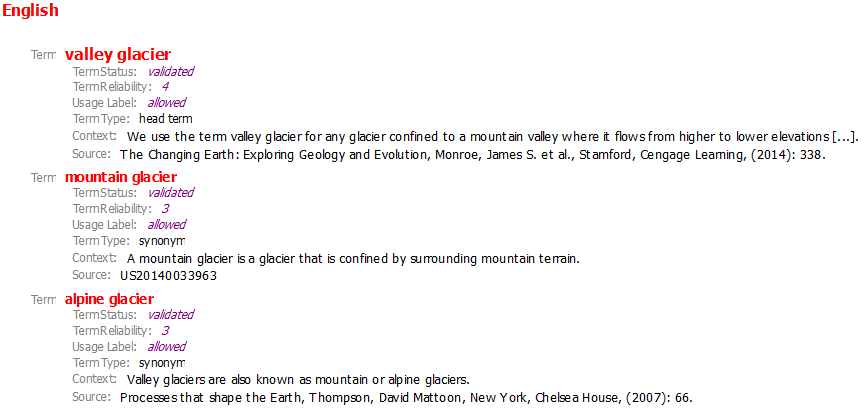 English
Term valley glacier
TermStatus: validated
TermReliability: 4
Usage Label: allowed
TermType: head term
Context: We use the term valley glacier for any glacier confined to a mountain valley where it flows from higher to lower elevations [...].
Source: The Changing Earth: Exploring Geology and Evolution, Monroe, James S. et al., Stamford, Cengage Learning, (2014): 338.
Term mountain glacier
TermStatus: validated
TermReliability: 3
Usage Label: allowed
TermType: synonym
Context: A mountain glacier is a glacier that is confined by surrounding mountain terrain.
Source: US20140033963
Term alpine glacier
TermStatus: validated
TermReliability: 3
Usage Label: allowed
TermType: synonym
Context: Valley glaciers are also known as mountain or alpine glaciers.
Source: Processes that shape the Earth, Thompson, David Mattoon, New York, Chelsea House, (2007): 66.